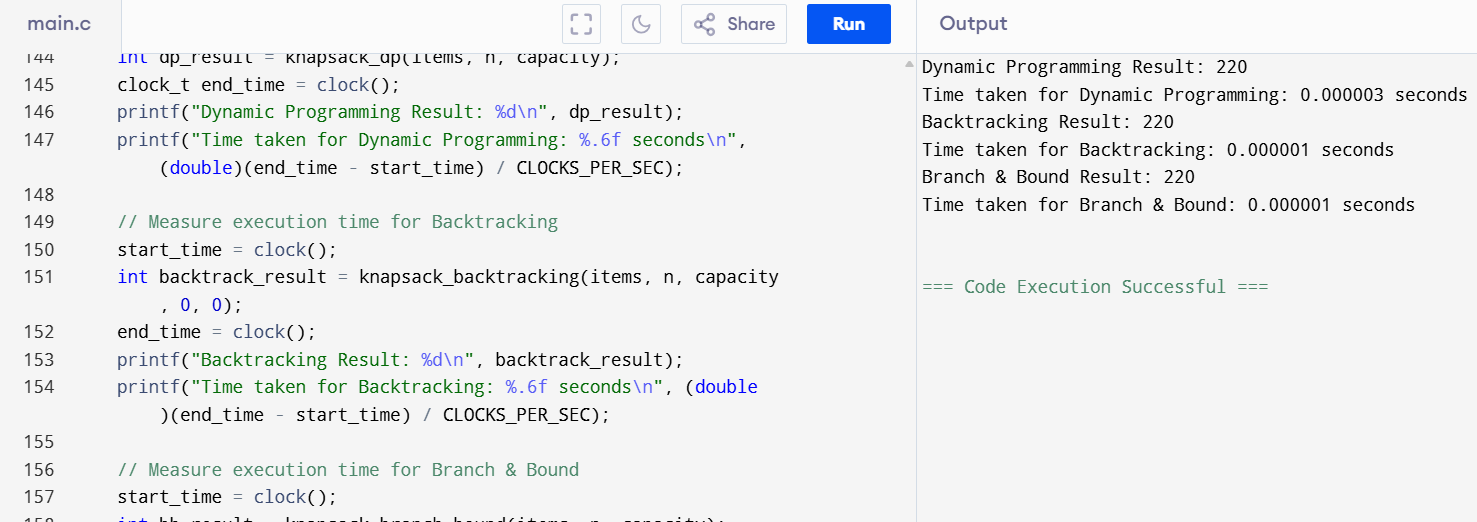 main.c
Share
Run
Output
144 int dp_result = knapsack_dp(items, n, capacity);
145 clock_t end_time = clock();
146 printf("Dynamic Programming Result: %d\n", dp_result);
147 printf("Time taken for Dynamic Programming: %.6f seconds\n",
(double)(end_time - start_time) / CLOCKS_PER_SEC);
148
149 // Measure execution time for Backtracking
150 start_time = clock();
151 int backtrack_result = knapsack_backtracking(items, n, capacity
, 0, 0);
152 end_time = clock();
153 printf("Backtracking Result: %d\n", backtrack_result);
154 printf("Time taken for Backtracking: %.6f seconds\n", (double
)(end_time - start_time) / CLOCKS_PER_SEC);
155
156 // Measure execution time for Branch & Bound
157 start_time = clock();
158 int bb_result = knapsack_branch_bound(items, n, capacity);
Dynamic Programming Result: 220
Time taken for Dynamic Programming: 0.000003 seconds
Backtracking Result: 220
Time taken for Backtracking: 0.000001 seconds
Branch & Bound Result: 220
Time taken for Branch & Bound: 0.000001 seconds
=== Code Execution Successful ===